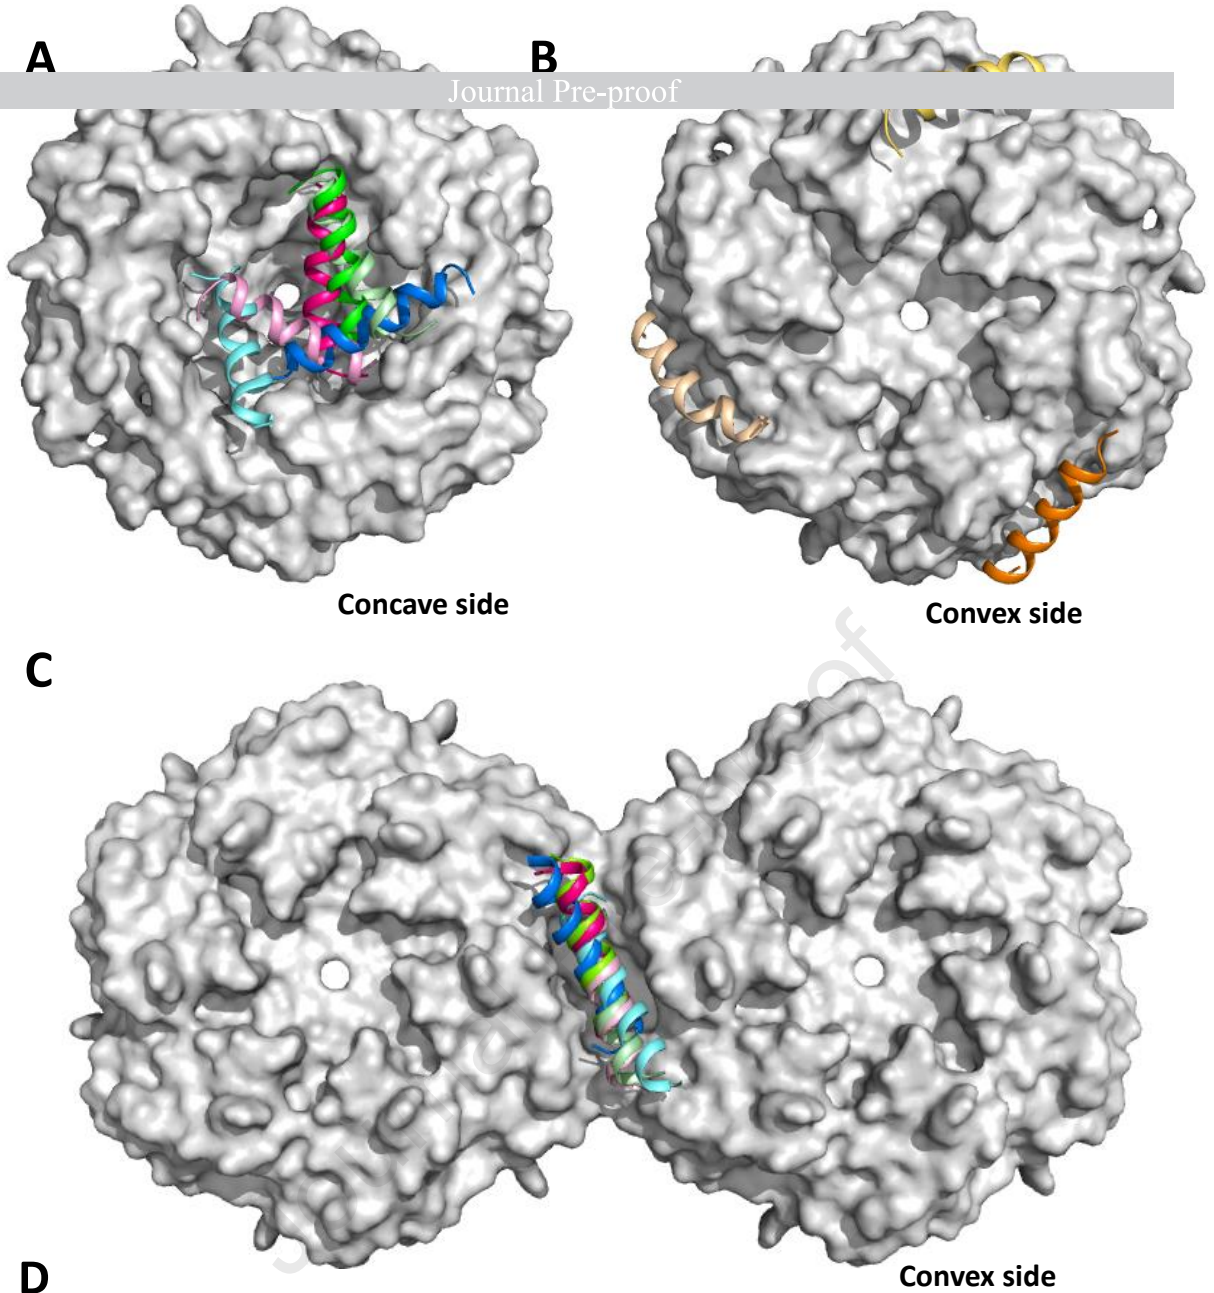 A
B
Journal Pre-proof
Concave side
Convex side
C
Convex side
D